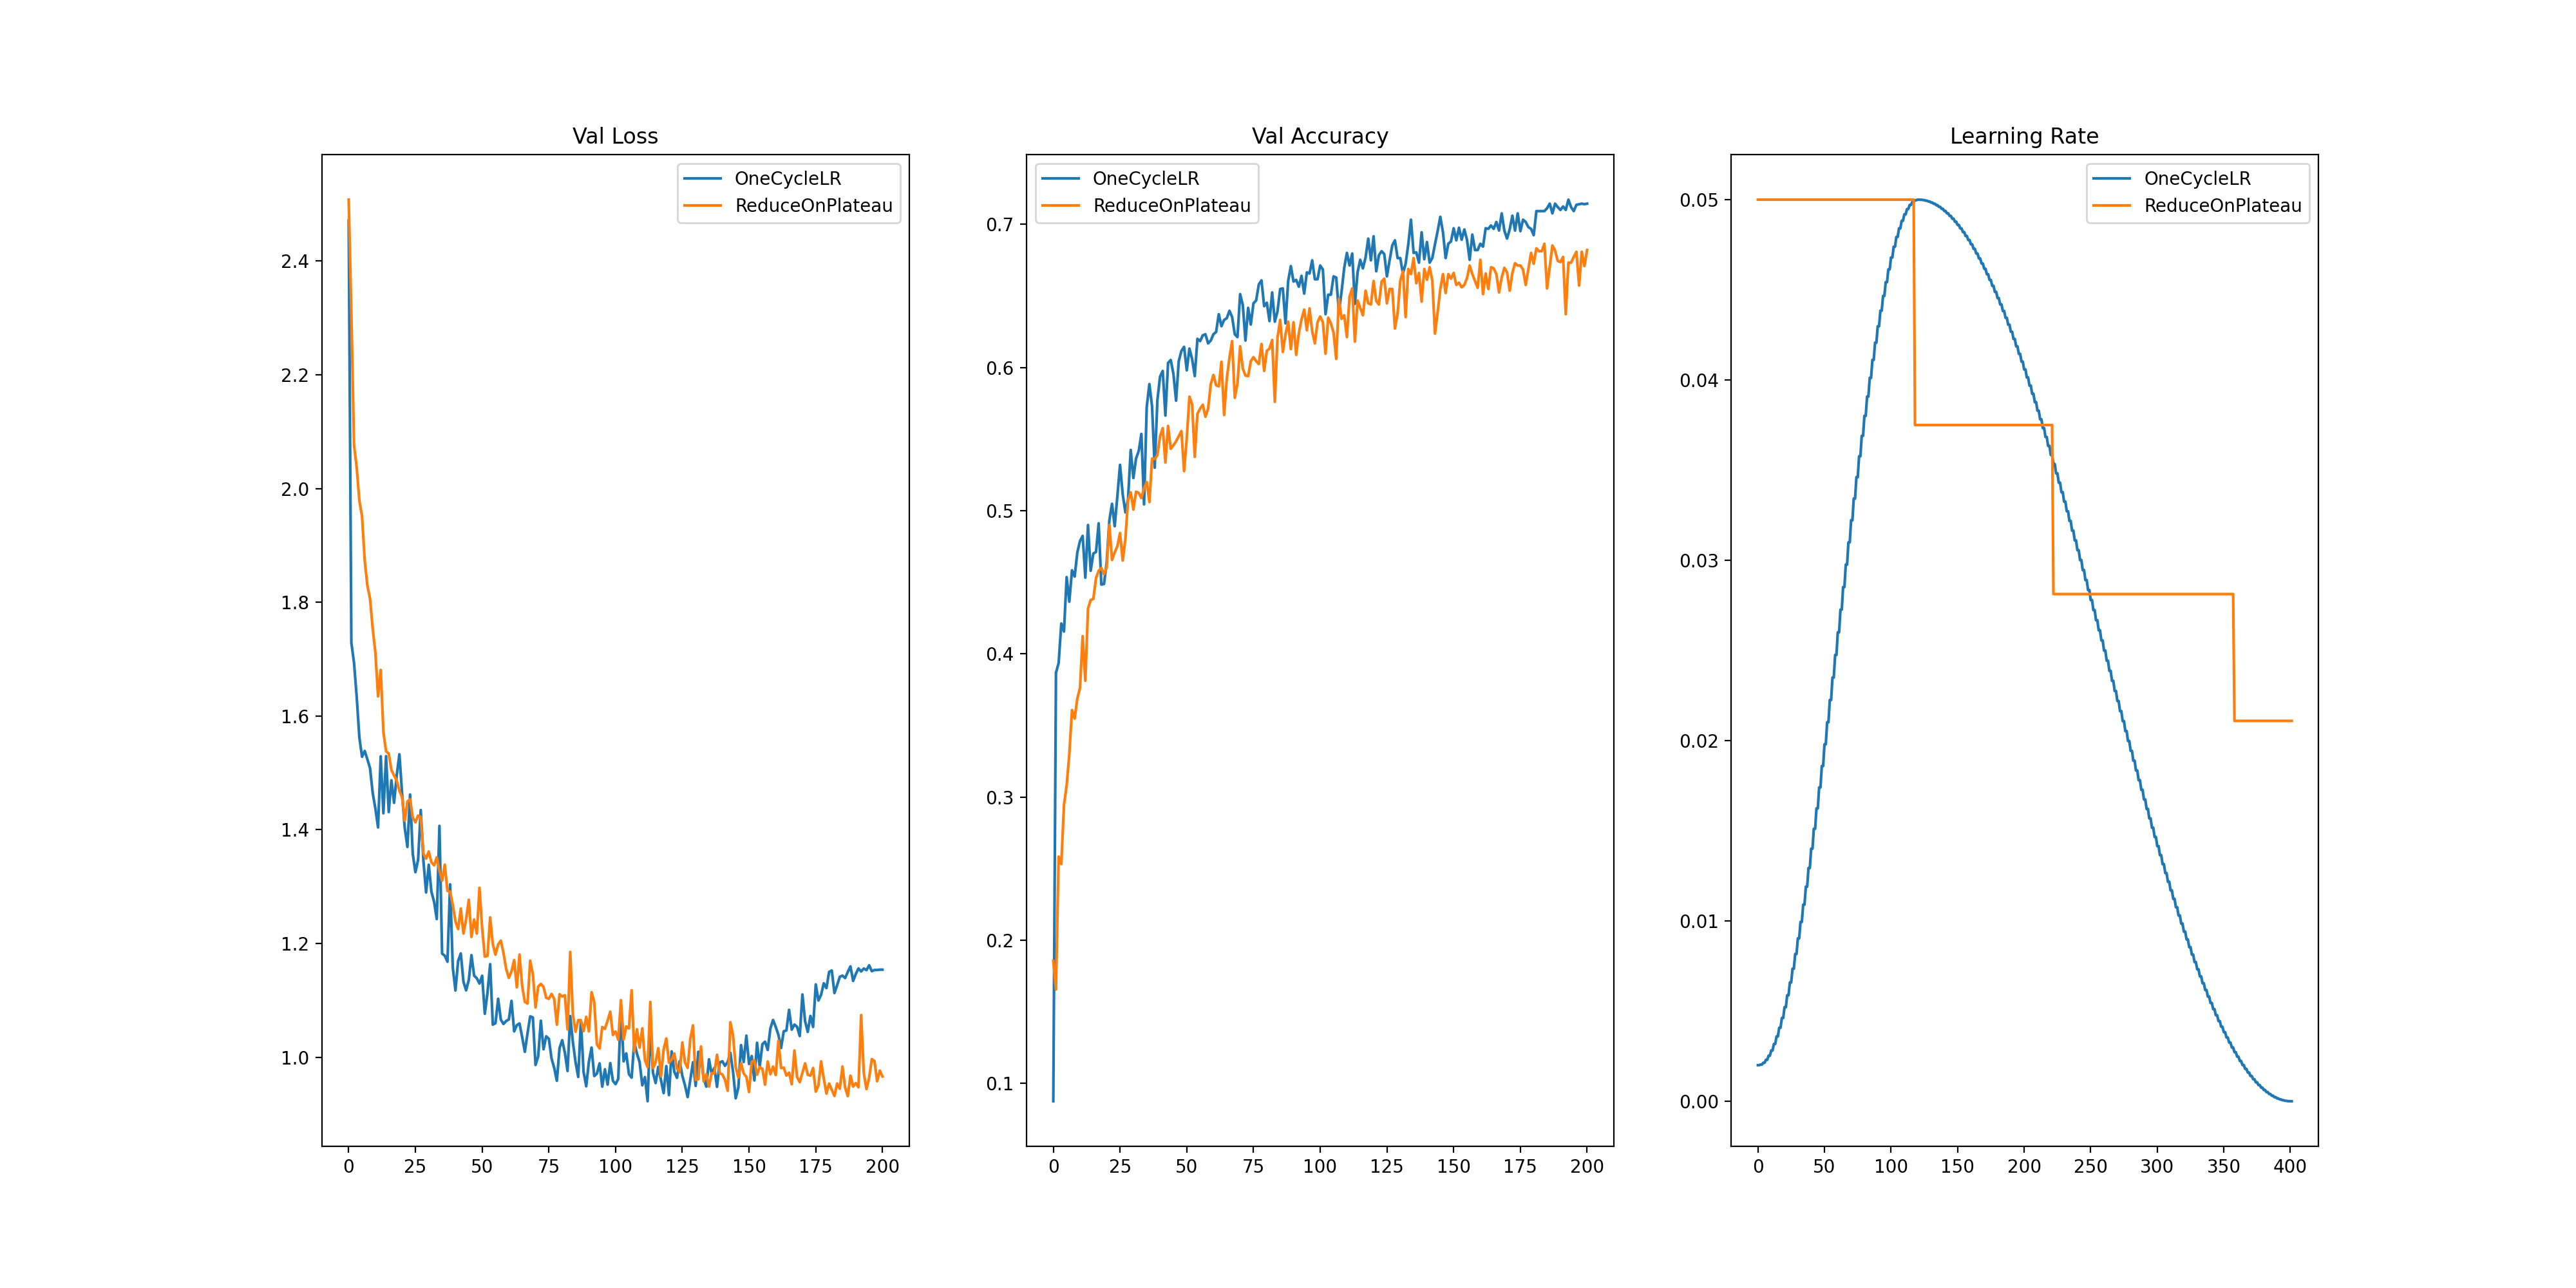 Val Loss
OneCycleLR
ReduceOnPlateau
2.4
2.2
2.0
1.8
1.6
1.4
1.2
1.0
0 25 50 75 100 125 150 175 200
Val Accuracy
OneCycleLR
ReduceOnPlateau
0.7
0.6
0.5
0.4
0.3
0.2
0.1
0 25 50 75 100 125 150 175 200
Learning Rate
OneCycleLR
ReduceOnPlateau
0.05
0.04
0.03
0.02
0.01
0.00
0 50 100 150 200 250 300 350 400